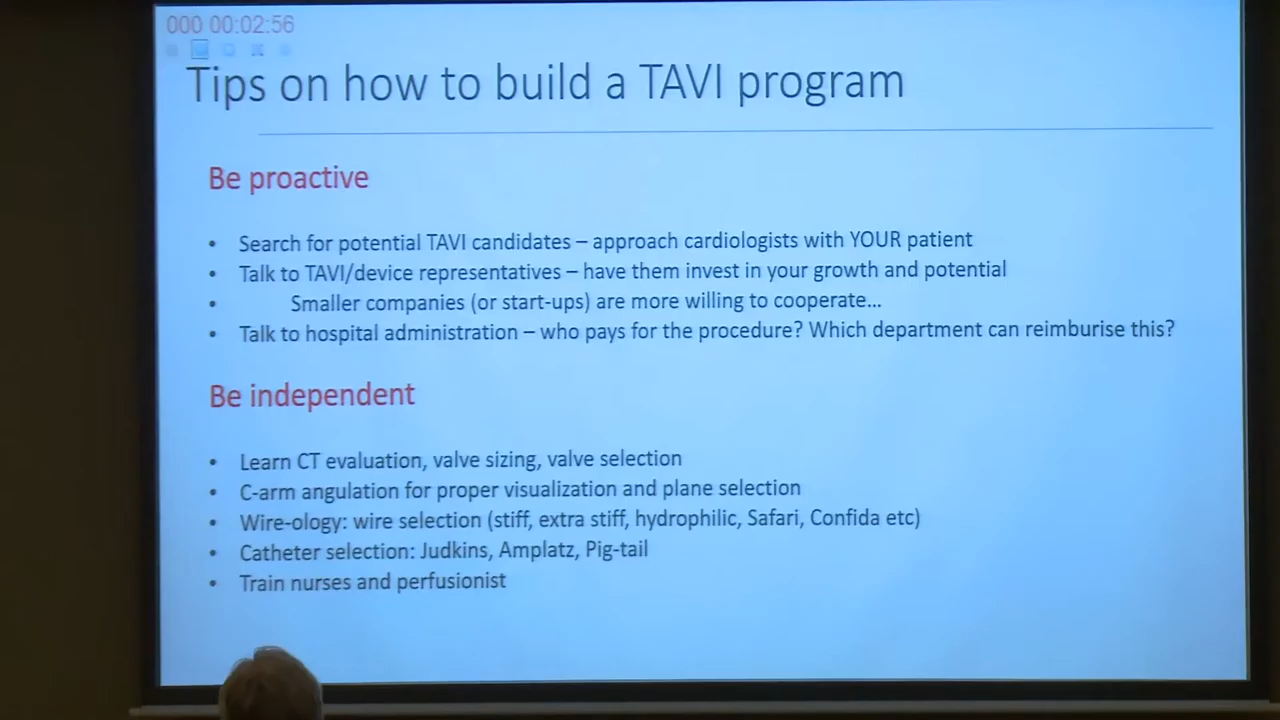 000 00:02:56
Tips on how to build a TAVI program
Be proactive
• Search for potential TAVI candidates – approach cardiologists with YOUR patient
• Talk to TAVI/device representatives – have them invest in your growth and potential
• Smaller companies (or start-ups) are more willing to cooperate...
• Talk to hospital administration – who pays for the procedure? Which department can reimburise this?
Be independent
• Learn CT evaluation, valve sizing, valve selection
• C-arm angulation for proper visualization and plane selection
• Wire-ology: wire selection (stiff, extra stiff, hydrophilic, Safari, Confida etc)
• Catheter selection: Judkins, Amplatz, Pig-tail
• Train nurses and perfusionist